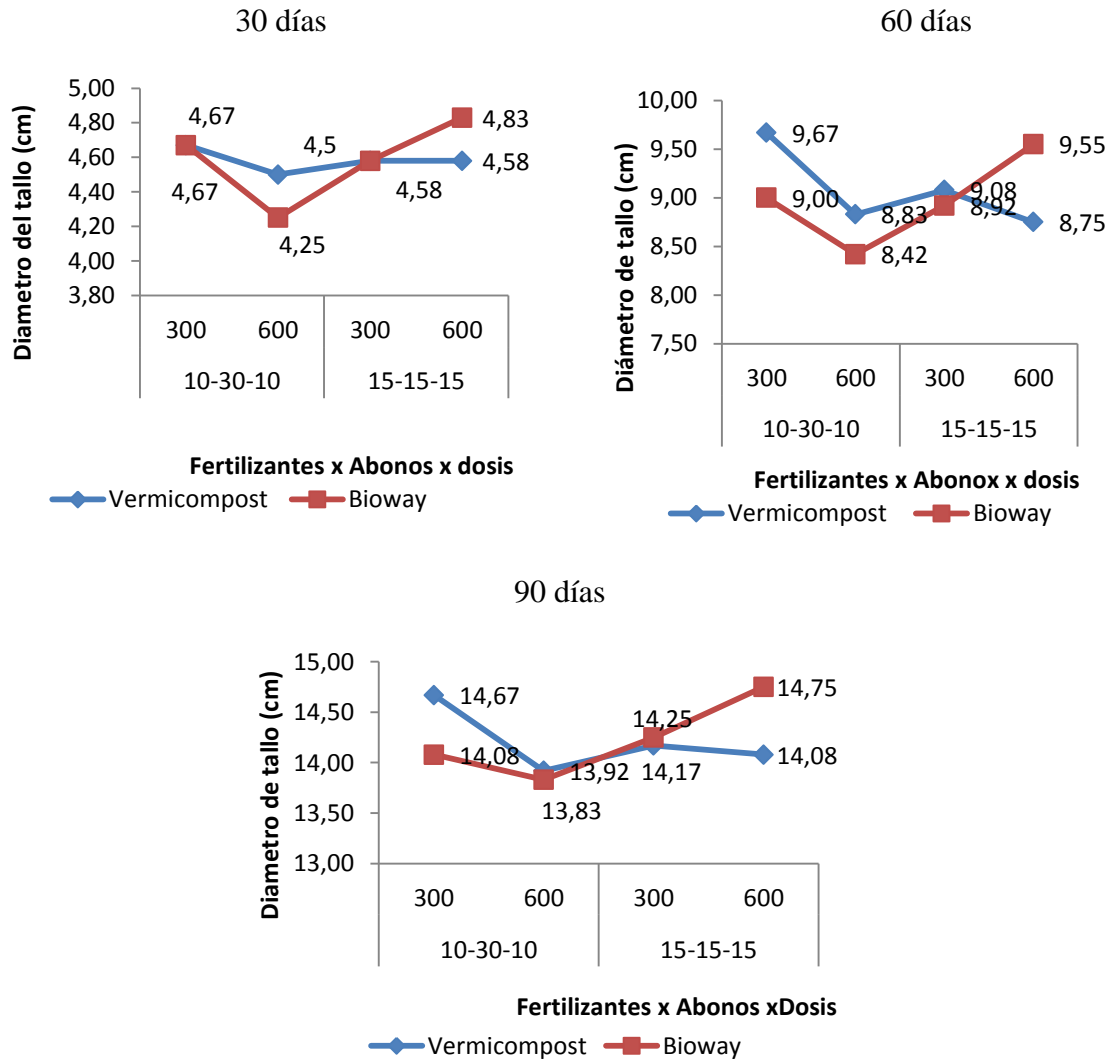 30 días
Diametro del tallo (cm)
5,00
4,80
4,60
4,40
4,20
4,00
3,80
4,67
4,5
4,83
4,58
4,67
4,58
4,25
300 600 300 600
10-30-10 15-15-15
Fertilizantes x Abonos x dosis
Vermicompost Bioway
60 días
Diámetro de tallo (cm)
10,00
9,50
9,00
8,50
8,00
7,50
9,67
9,55
9,00
9,08
8,92
8,83
8,75
8,42
300 600 300 600
10-30-10 15-15-15
Fertilizantes x Abonox x dosis
Vermicompost Bioway
90 días
Diametro de tallo (cm)
15,00
14,50
14,00
13,50
13,00
14,67
14,75
14,25
14,08
13,92
14,17
14,08
13,83
300 600 300 600
10-30-10 15-15-15
Fertilizantes x Abonos xDosis
Vermicompost Bioway